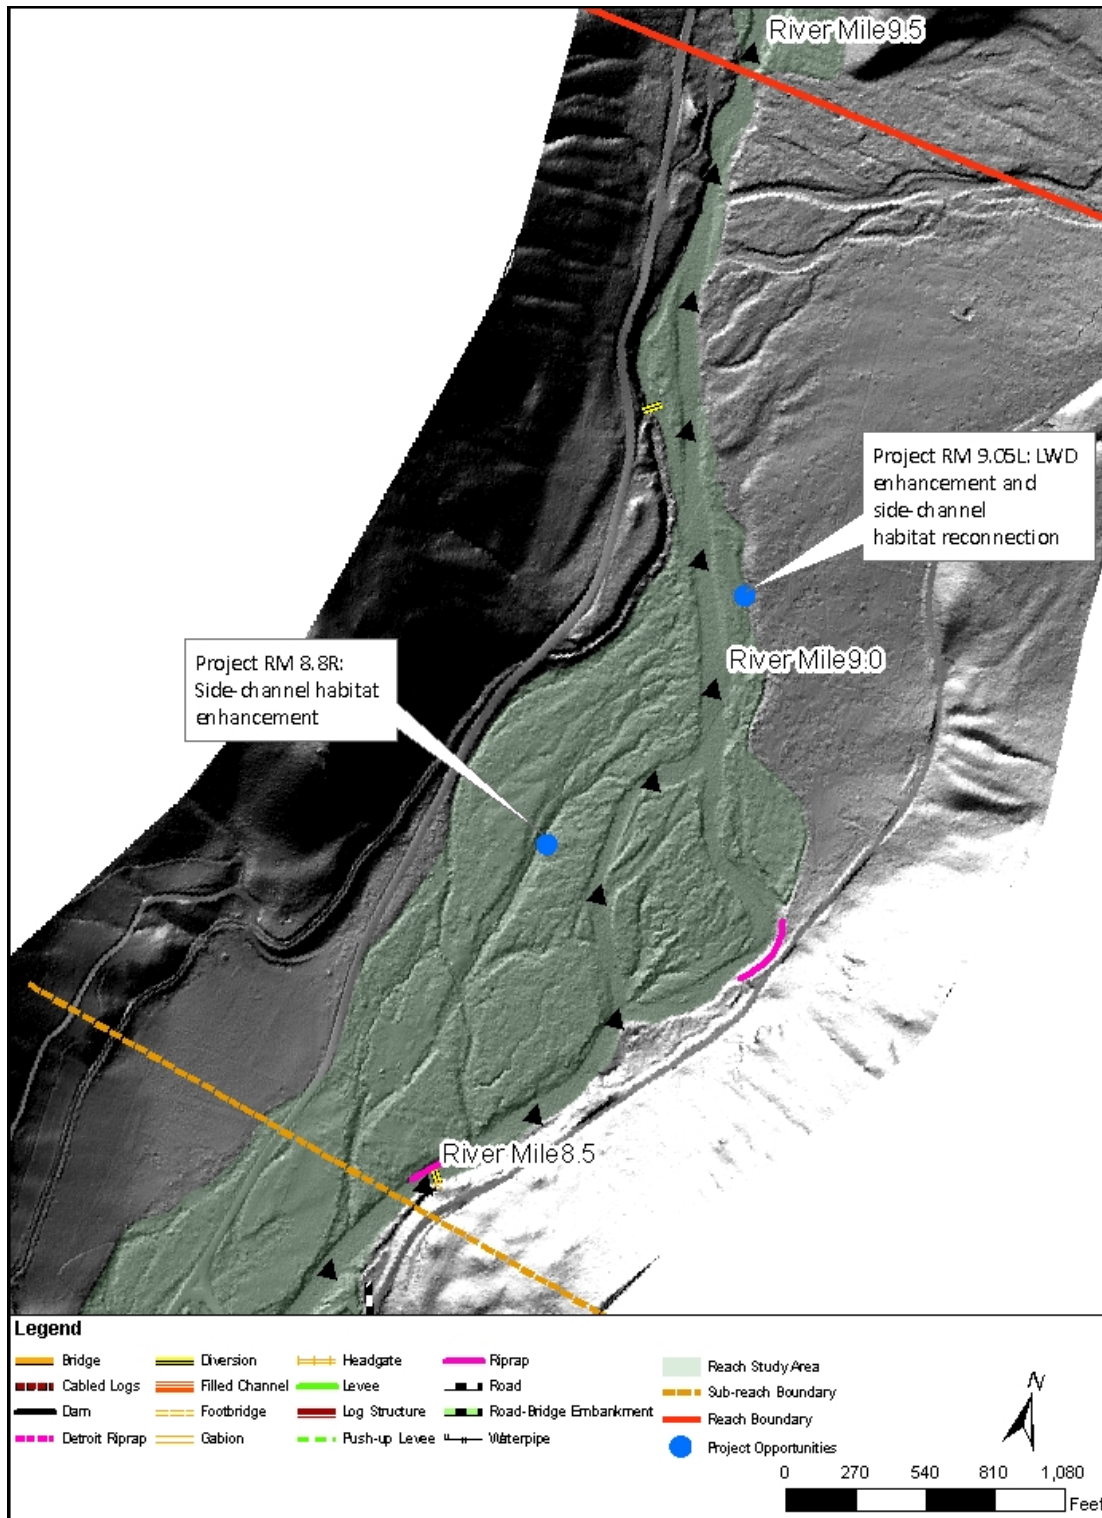 River Mile 9.5
Project RM 9.05L: LWD
enhancement and
side-channel
habitat reconnection
Project RM 8.8R:
Side-channel habitat
enhancement
River Mile 9.0
River Mile 8.5
Legend
Bridge
Cabled Logs
Dam
Detroit Riprap
Diversion
Filled Channel
Footbridge
Gabion
Headgate
Levee
Log Structure
Push-up Levee
Riprap
Road
Road-Bridge Embankment
Waterpipe
Reach Study Area
Sub-reach Boundary
Reach Boundary
Project Opportunities
N
0 270 540 810 1,080
Feet